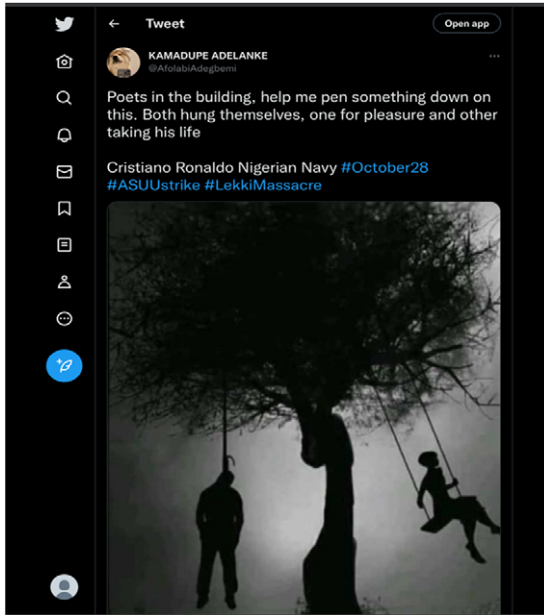 Tweet
Open app
KAMADUPE ADELANKE
@AfolabiAdegbemi
Poets in the building, help me pen something down on
this. Both hung themselves, one for pleasure and other
taking his life
Cristiano Ronaldo Nigerian Navy #October28
#ASUUstrike #LekkiMassacre